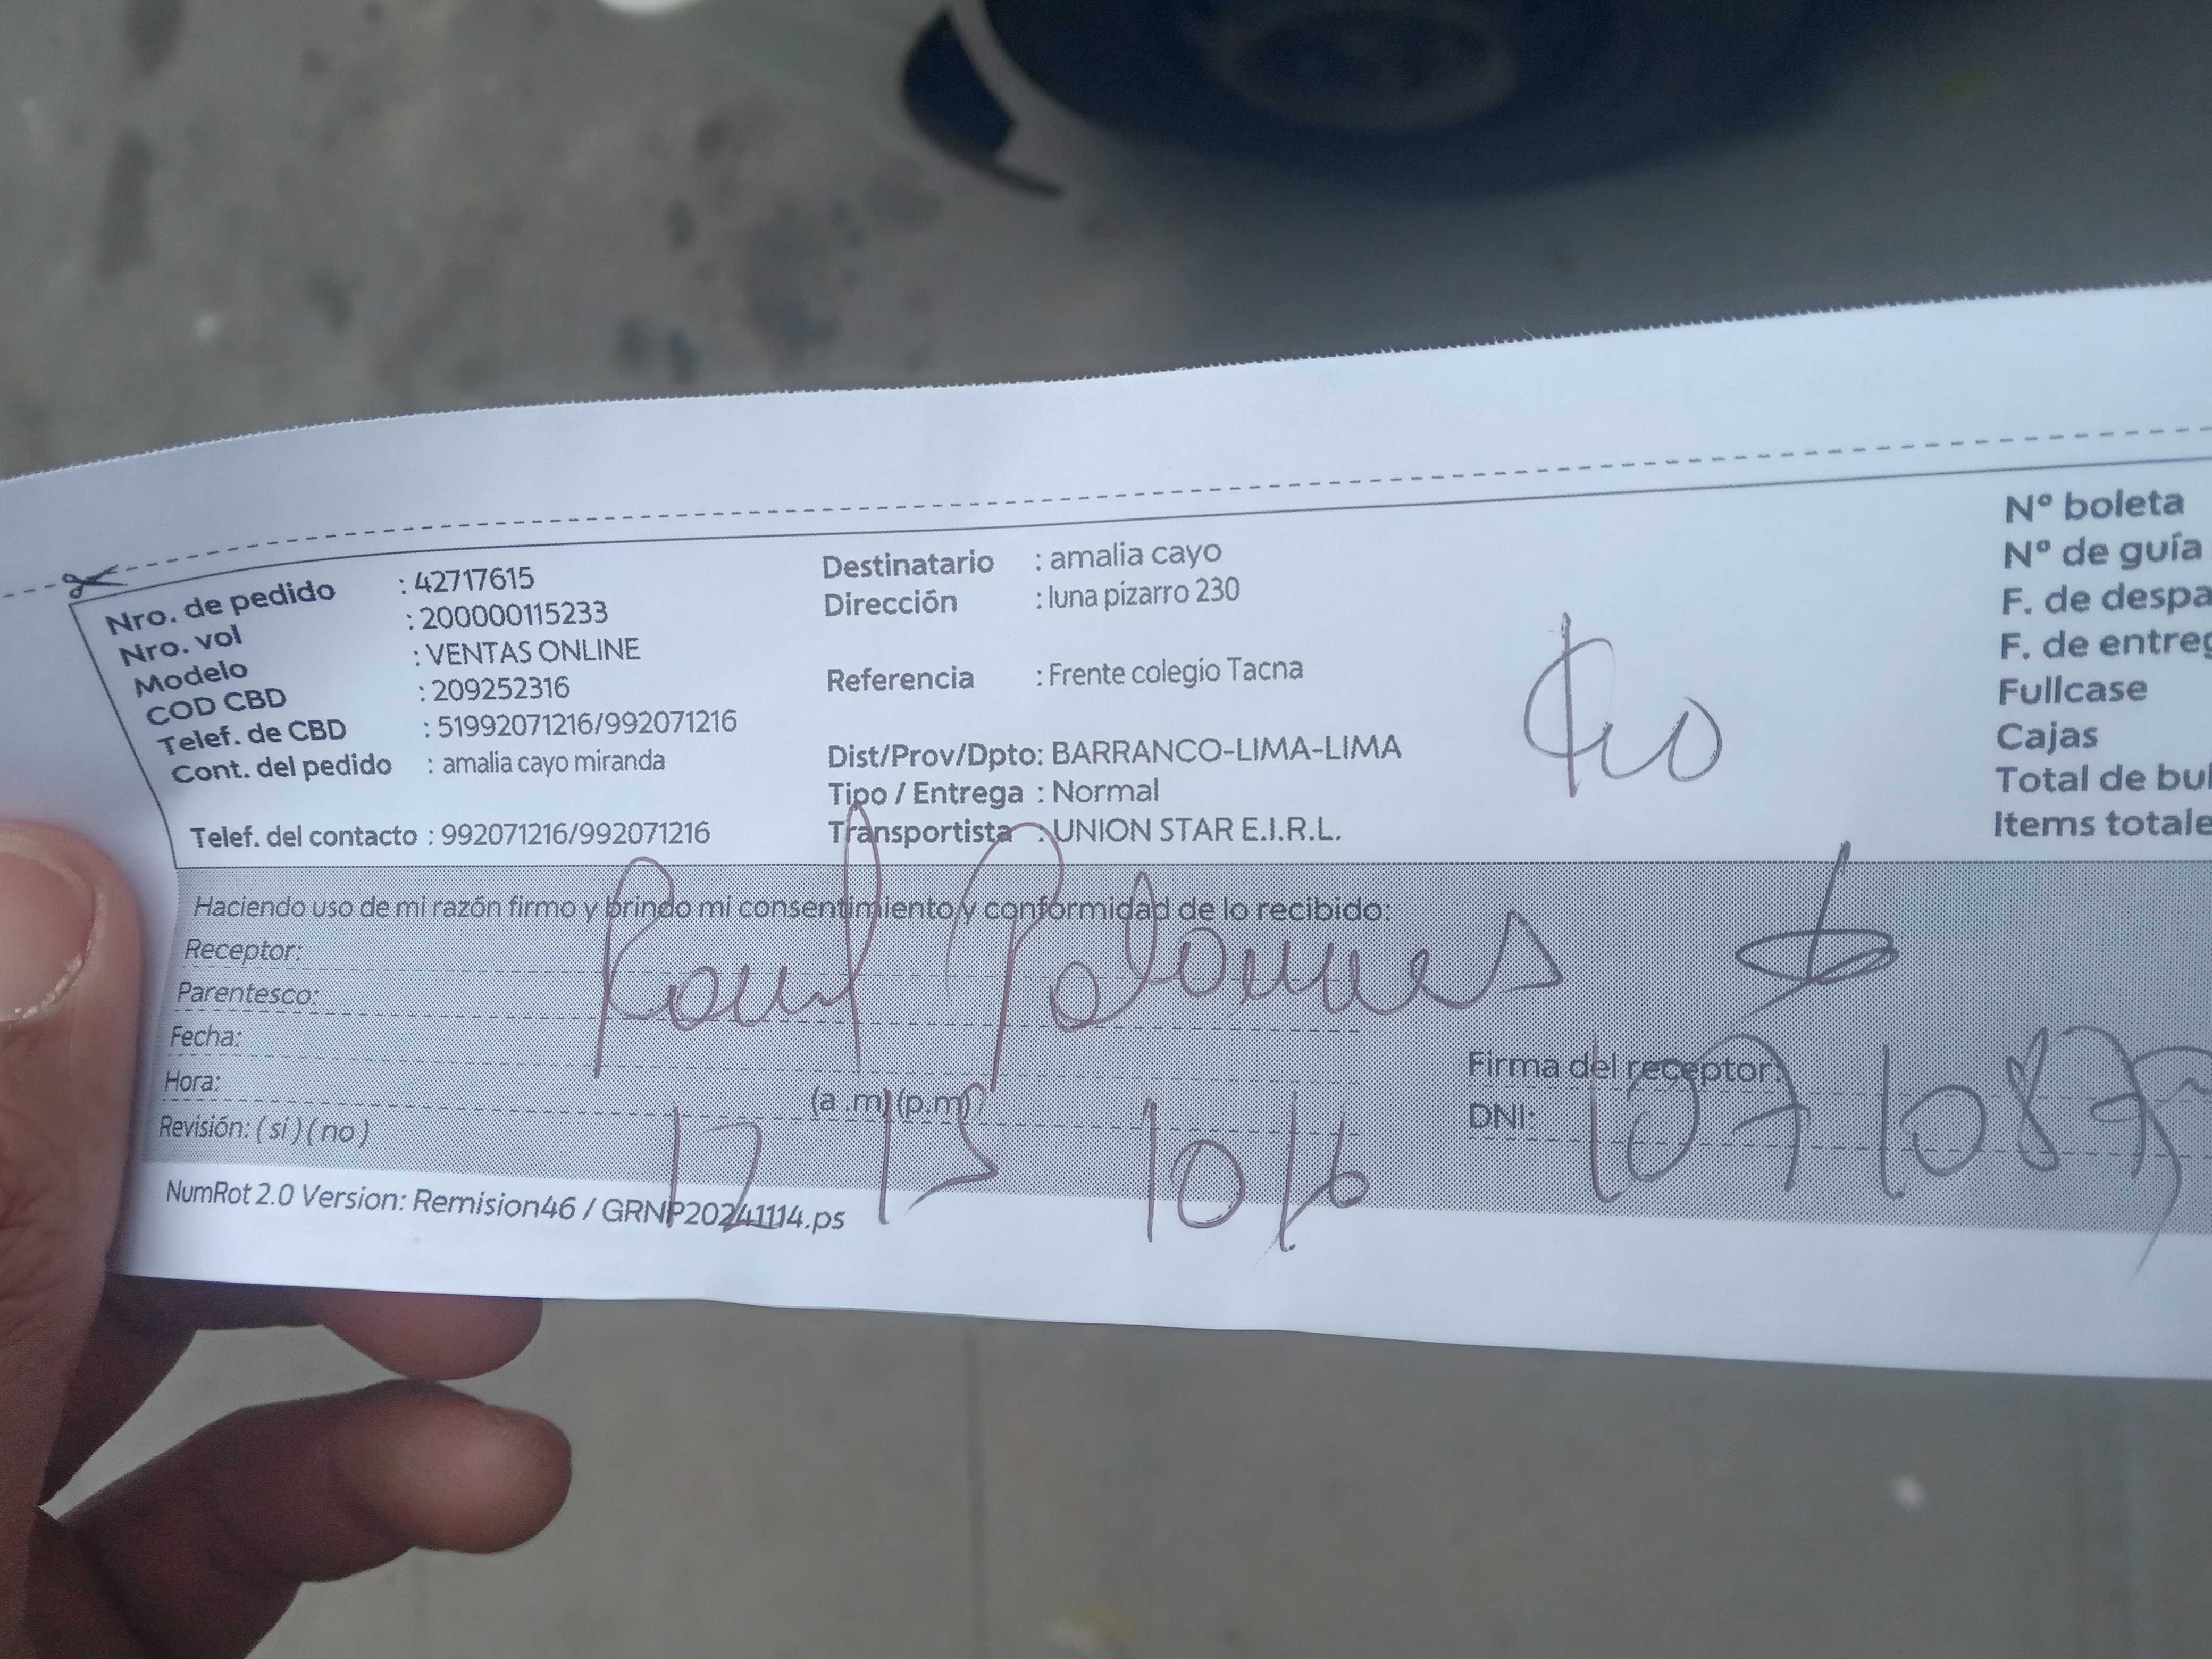 Nro. de pedido : 42717615
Nro. vol : 200000115233
Modelo : VENTAS ONLINE
COD CBD : 209252316
Telef. de CBD : 51992071216/992071216
Cont. del pedido : amalia cayo miranda
Telef. del contacto : 992071216/992071216
Destinatario : amalia cayo
Dirección : luna pizarro 230
Referencia : Frente colegio Tacna
Dist/Prov/Dpto: BARRANCO-LIMA-LIMA
Tipo / Entrega : Normal
Transportista : UNION STAR E.I.R.L.
Nº boleta
Nº de guía
F. de despa
F. de entreg
Fullcase
Cajas
Total de bul
Items totale
Haciendo uso de mi razón firmo y brindo mi consentimiento y conformidad de lo recibido:
Receptor:
Parentesco:
Fecha:
Hora: (a .m) (p.m)
Revisión: ( si ) ( no )
Firma del receptor:
DNI:
12 15 10/6
NumRot 2.0 Version: Remision46 / GRNP20241114.ps